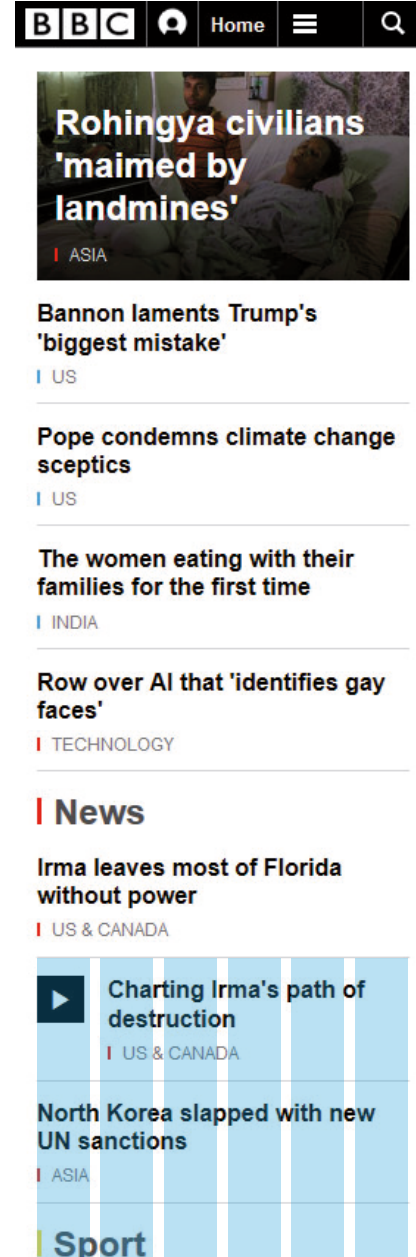 BBC Home
Rohingya civilians
'maimed by
landmines'
ASIA
Bannon laments Trump's
'biggest mistake'
US
Pope condemns climate change
sceptics
US
The women eating with their
families for the first time
INDIA
Row over AI that 'identifies gay
faces'
TECHNOLOGY
News
Irma leaves most of Florida
without power
US & CANADA
Charting Irma's path of
destruction
US & CANADA
North Korea slapped with new
UN sanctions
ASIA
Sport